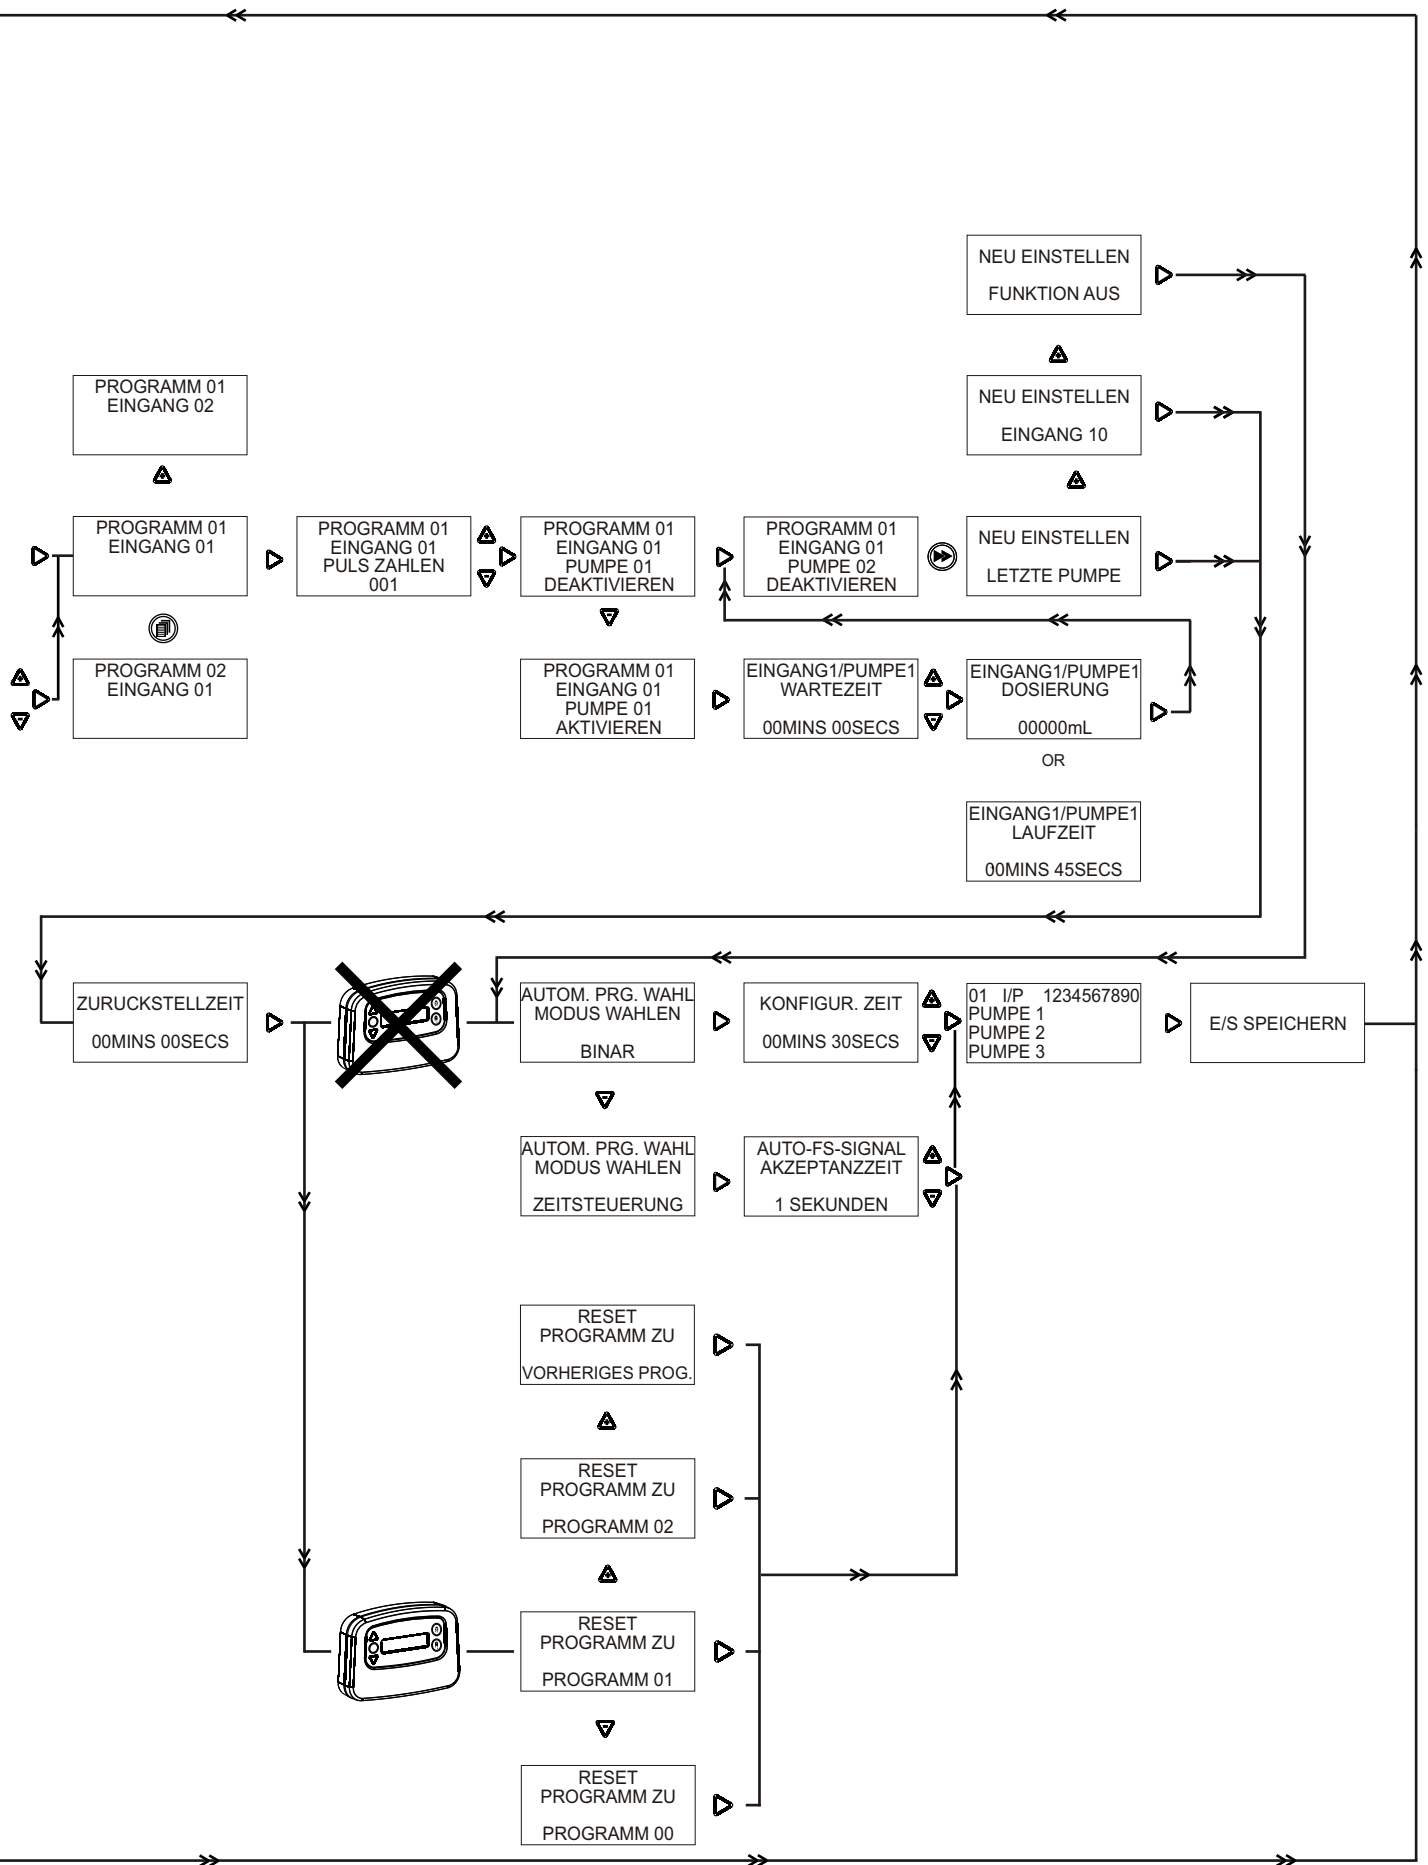 NEU EINSTELLEN
FUNKTION AUS
PROGRAMM 01
EINGANG 02
NEU EINSTELLEN
EINGANG 10
PROGRAMM 01
EINGANG 01
PROGRAMM 01
EINGANG 01
PULS ZAHLEN
001
PROGRAMM 01
EINGANG 01
PUMPE 01
DEAKTIVIEREN
PROGRAMM 01
EINGANG 01
PUMPE 02
DEAKTIVIEREN
NEU EINSTELLEN
LETZTE PUMPE
PROGRAMM 02
EINGANG 01
PROGRAMM 01
EINGANG 01
PUMPE 01
AKTIVIEREN
EINGANG1/PUMPE1
WARTEZEIT
00MINS 00SECS
EINGANG1/PUMPE1
DOSIERUNG
00000mL
OR
EINGANG1/PUMPE1
LAUFZEIT
00MINS 45SECS
ZURUCKSTELLZEIT
00MINS 00SECS
AUTOM. PRG. WAHL
MODUS WAHLEN
BINAR
KONFIGUR. ZEIT
00MINS 30SECS
01 I/P 1234567890
PUMPE 1
PUMPE 2
PUMPE 3
E/S SPEICHERN
AUTOM. PRG. WAHL
MODUS WAHLEN
ZEITSTEUERUNG
AUTO-FS-SIGNAL
AKZEPTANZZEIT
1 SEKUNDEN
RESET
PROGRAMM ZU
VORHERIGES PROG.
RESET
PROGRAMM ZU
PROGRAMM 02
RESET
PROGRAMM ZU
PROGRAMM 01
RESET
PROGRAMM ZU
PROGRAMM 00